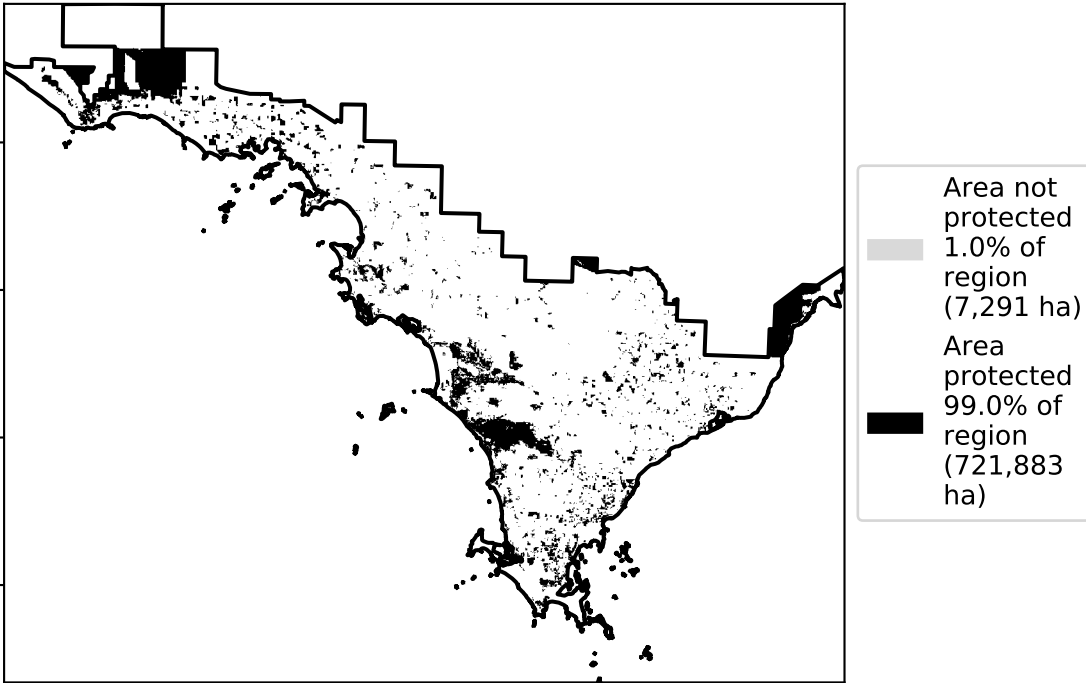 Area not
protected
1.0% of
region
(7,291 ha)
Area
protected
99.0% of
region
(721,883
ha)